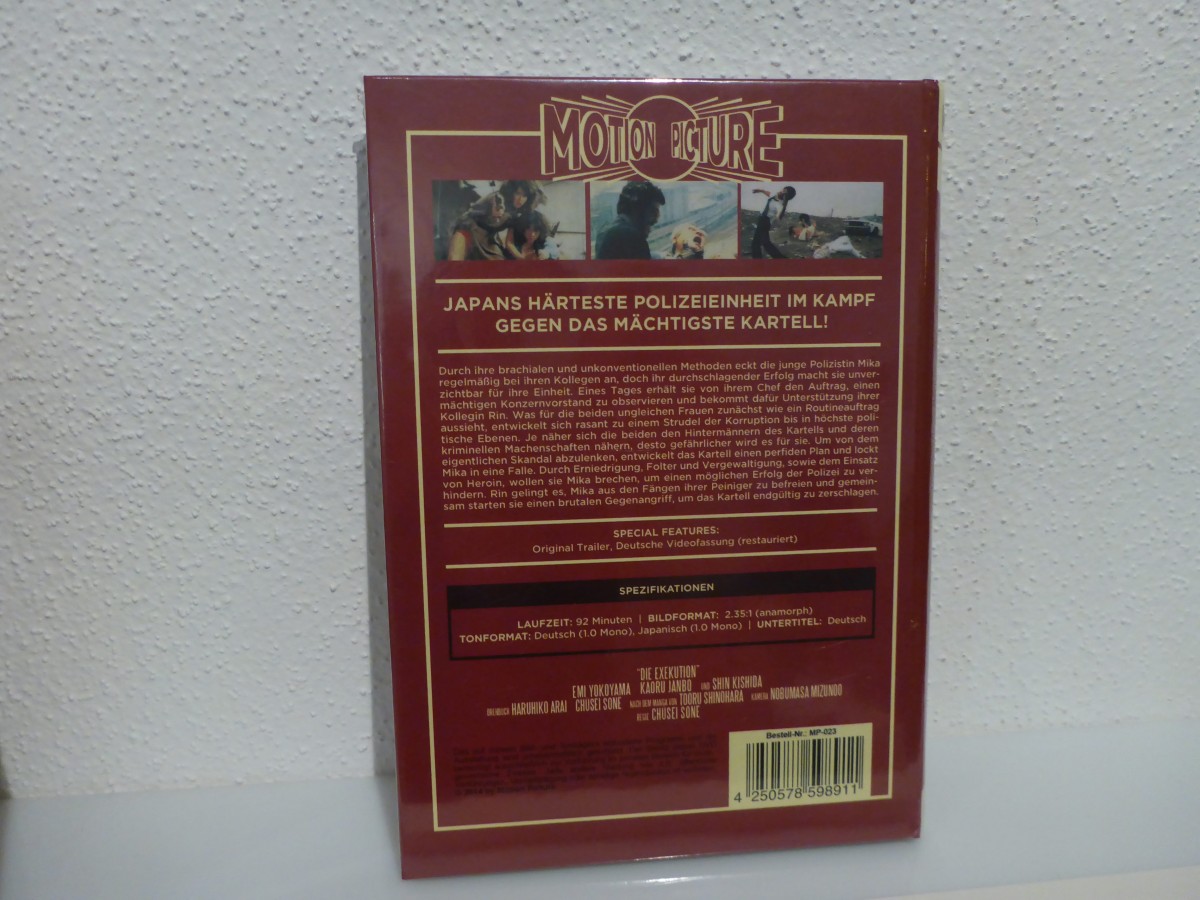 MOTION PICTURE
JAPANS HÄRTESTE POLIZEIEINHEIT IM KAMPF
GEGEN DAS MÄCHTIGSTE KARTELL!
Durch ihre brachialen und unkonventionellen Methoden eckt die junge Polizistin Mika
regelmäßig bei ihren Kollegen an, doch ihr durchschlagender Erfolg macht sie unver-
zichtbar für ihre Einheit. Eines Tages erhält sie von ihrem Chef den Auftrag, einen
mächtigen Konzernvorstand zu observieren und bekommt dafür Unterstützung ihrer
Kollegin Rin. Was für die beiden ungleichen Frauen zunächst wie ein Routineauftrag
aussieht, entwickelt sich rasant zu einem Strudel der Korruption bis in höchste poli-
tische Ebenen. Je näher sich die beiden den Hintermännern des Kartells und deren
kriminellen Machenschaften nähern, desto gefährlicher wird es für sie. Um von dem
eigentlichen Skandal abzulenken, entwickelt das Kartell einen perfiden Plan und lockt
Mika in eine Falle. Durch Erniedrigung, Folter und Vergewaltigung, sowie dem Einsatz
von Heroin, wollen sie Mika brechen, um einen möglichen Erfolg der Polizei zu ver-
hindern. Rin gelingt es, Mika aus den Fängen ihrer Peiniger zu befreien und gemein-
sam starten sie einen brutalen Gegenangriff, um das Kartell endgültig zu zerschlagen.
SPECIAL FEATURES:
Original Trailer, Deutsche Videofassung (restauriert)
SPEZIFIKATIONEN
LAUFZEIT: 92 Minuten | BILDFORMAT: 2.35:1 (anamorph)
TONFORMAT: Deutsch (1.0 Mono), Japanisch (1.0 Mono) | UNTERTITEL: Deutsch
"DIE EXEKUTION"
EMI YOKOYAMA KAORU JANBO UND SHIN KISHIDA
DREHBUCH HARUHIKO ARAI CHUSEI SONE NACH DEM MANGA VON TOORU SHINOHARA KAMERA NOBUMASA MIZUNOO
REGIE CHUSEI SONE
Bestell-Nr.: MP-023
4 250578 598911